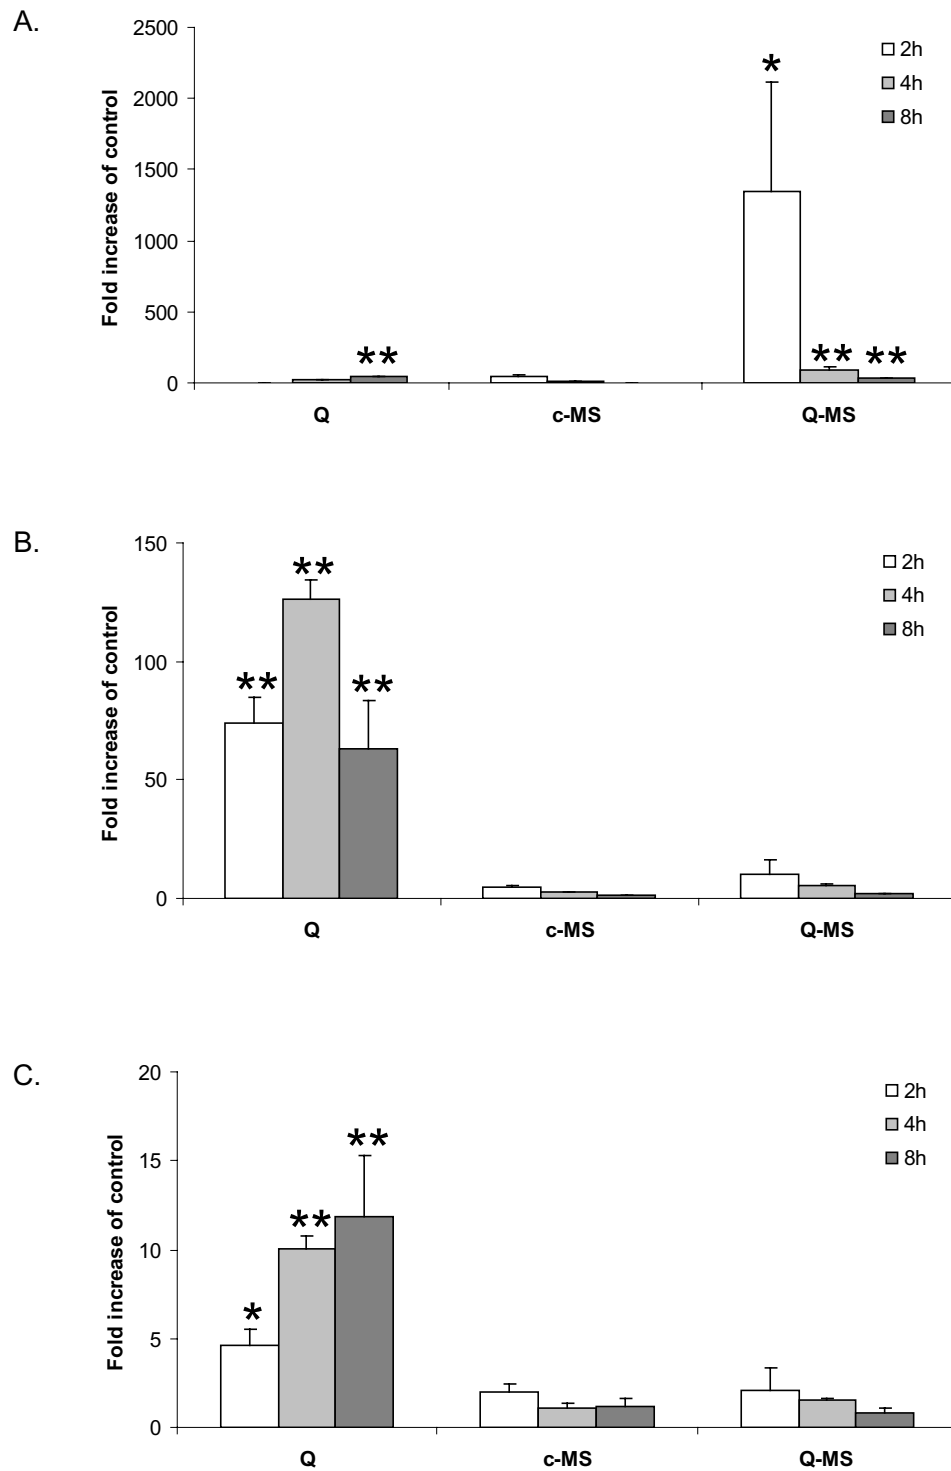 A.
Fold increase of control
2500
2000
1500
1000
500
0
*
**
**
**
Q
c-MS
Q-MS
2h
4h
8h
B.
Fold increase of control
150
100
50
0
**
**
**
Q
c-MS
Q-MS
2h
4h
8h
C.
Fold increase of control
20
15
10
5
0
*
**
**
Q
c-MS
Q-MS
2h
4h
8h